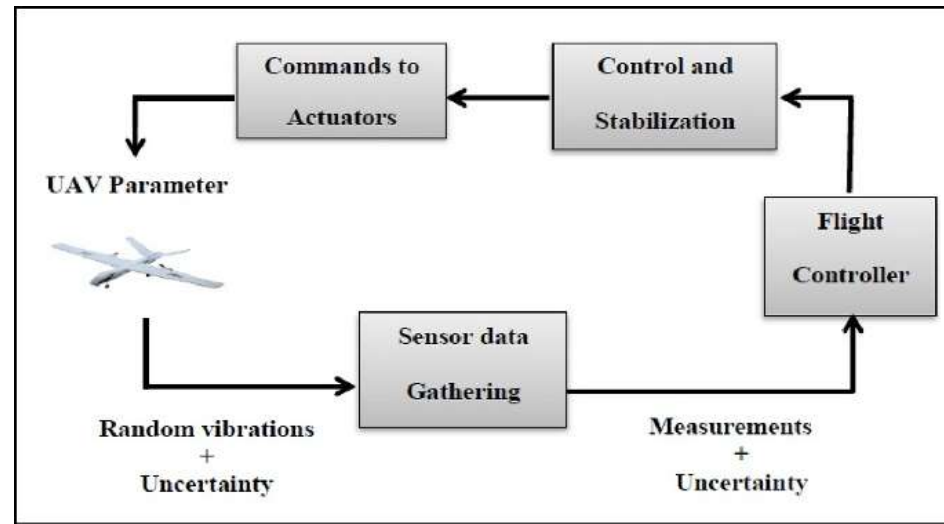 Commands to
Actuators
Control and
Stabilization
UAV Parameter
Flight
Controller
Sensor data
Gathering
Random vibrations
+
Uncertainty
Measurements
+
Uncertainty